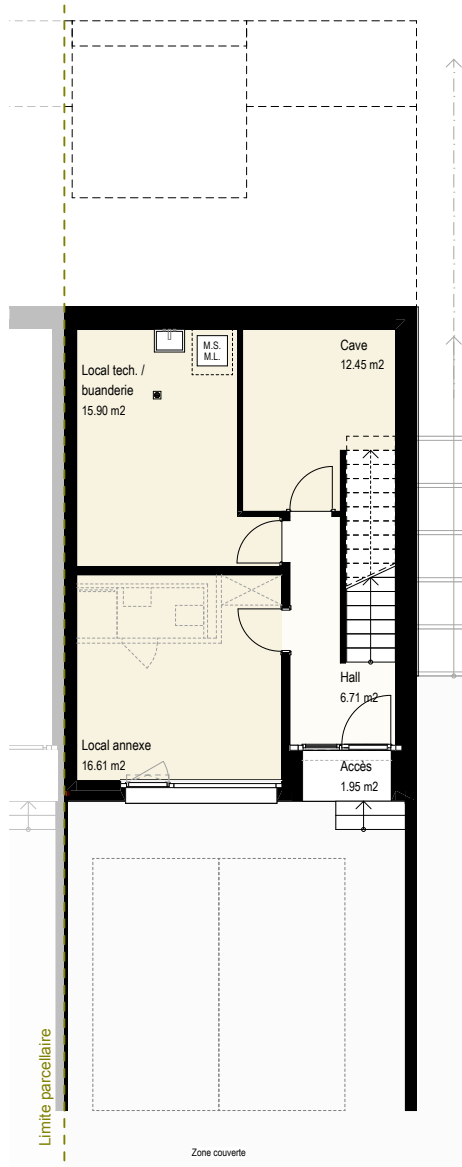 M.S.
M.L.
Cave
12.45 m2
Local tech. /
buanderie
15.90 m2
Hall
6.71 m2
Local annexe
16.61 m2
Accès
1.95 m2
Limite parcellaire
Zone couverte